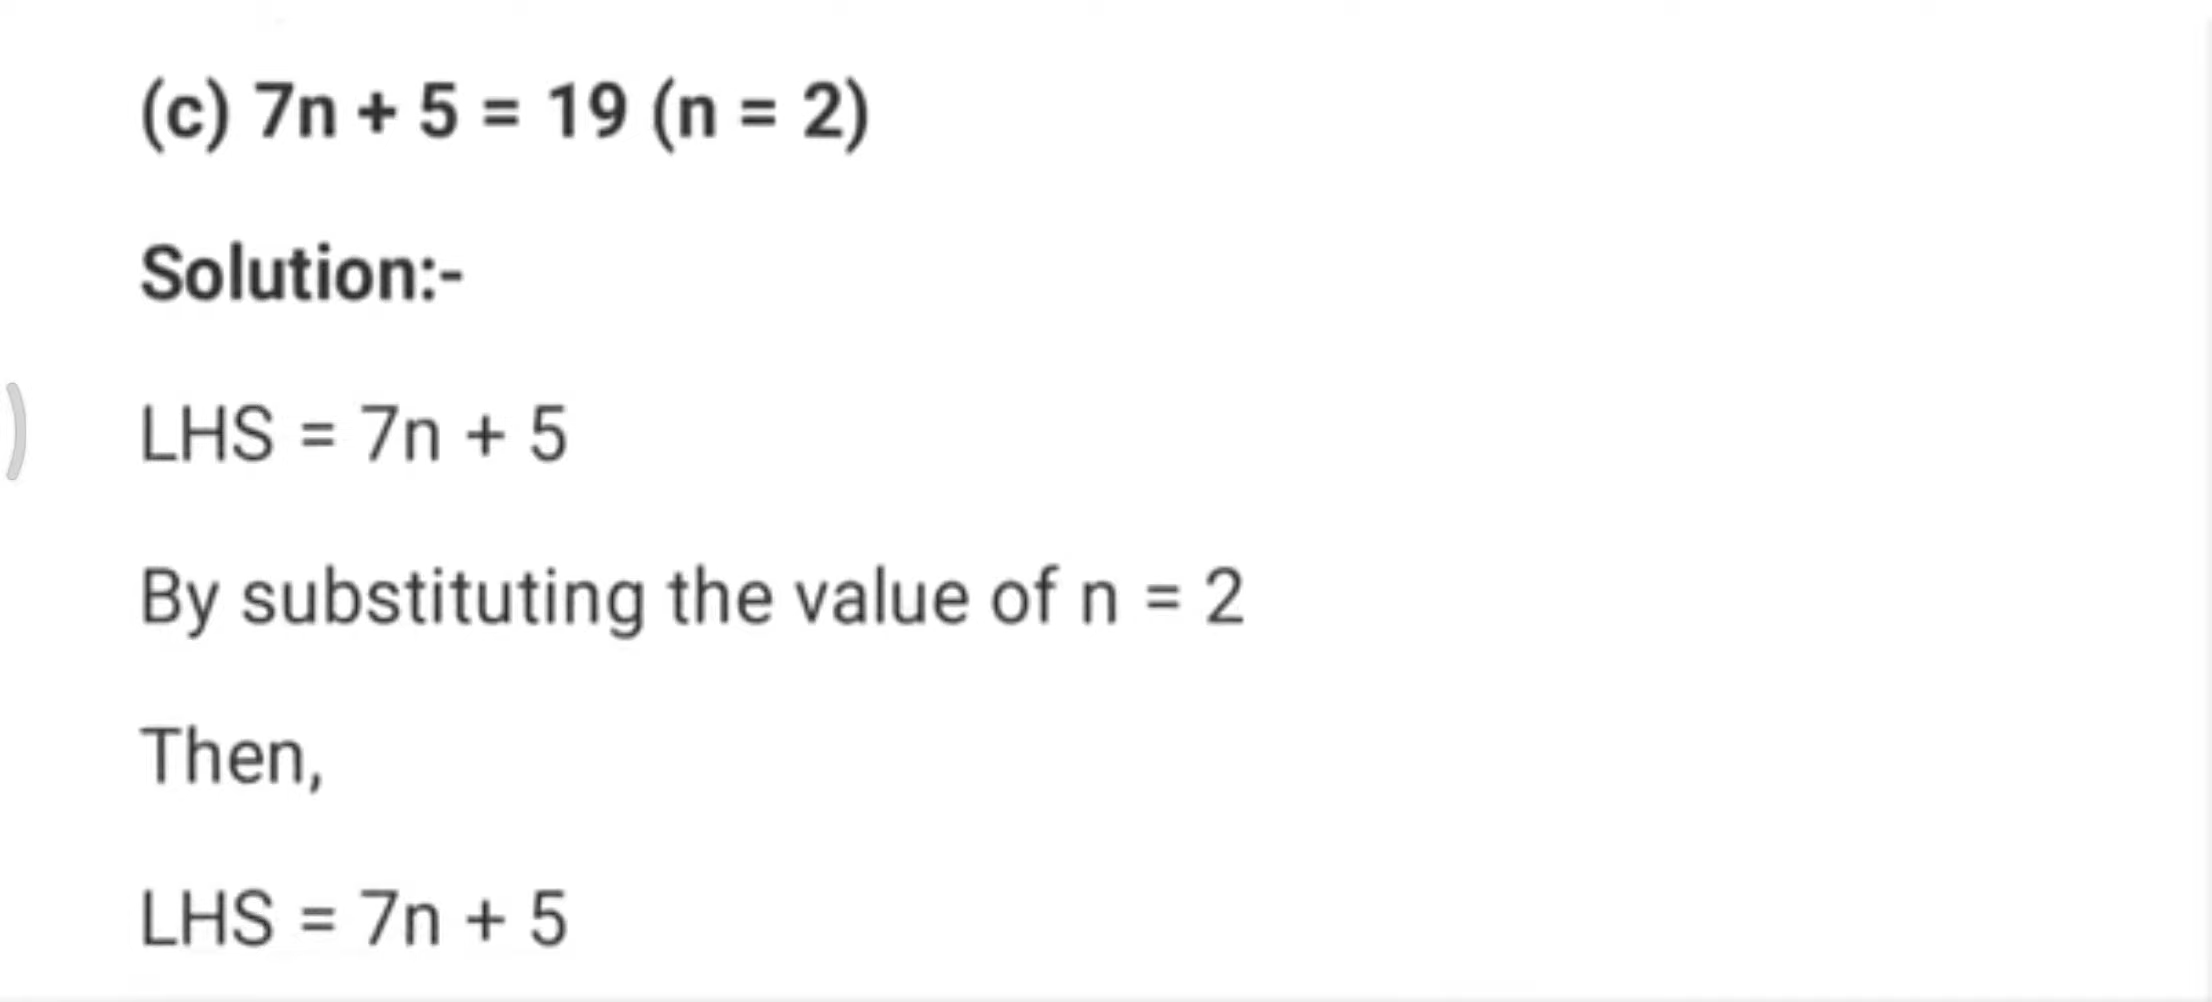 (c) 7n + 5 = 19 (n = 2)
Solution:-
LHS = 7n + 5
By substituting the value of n = 2
Then,
LHS = 7n + 5